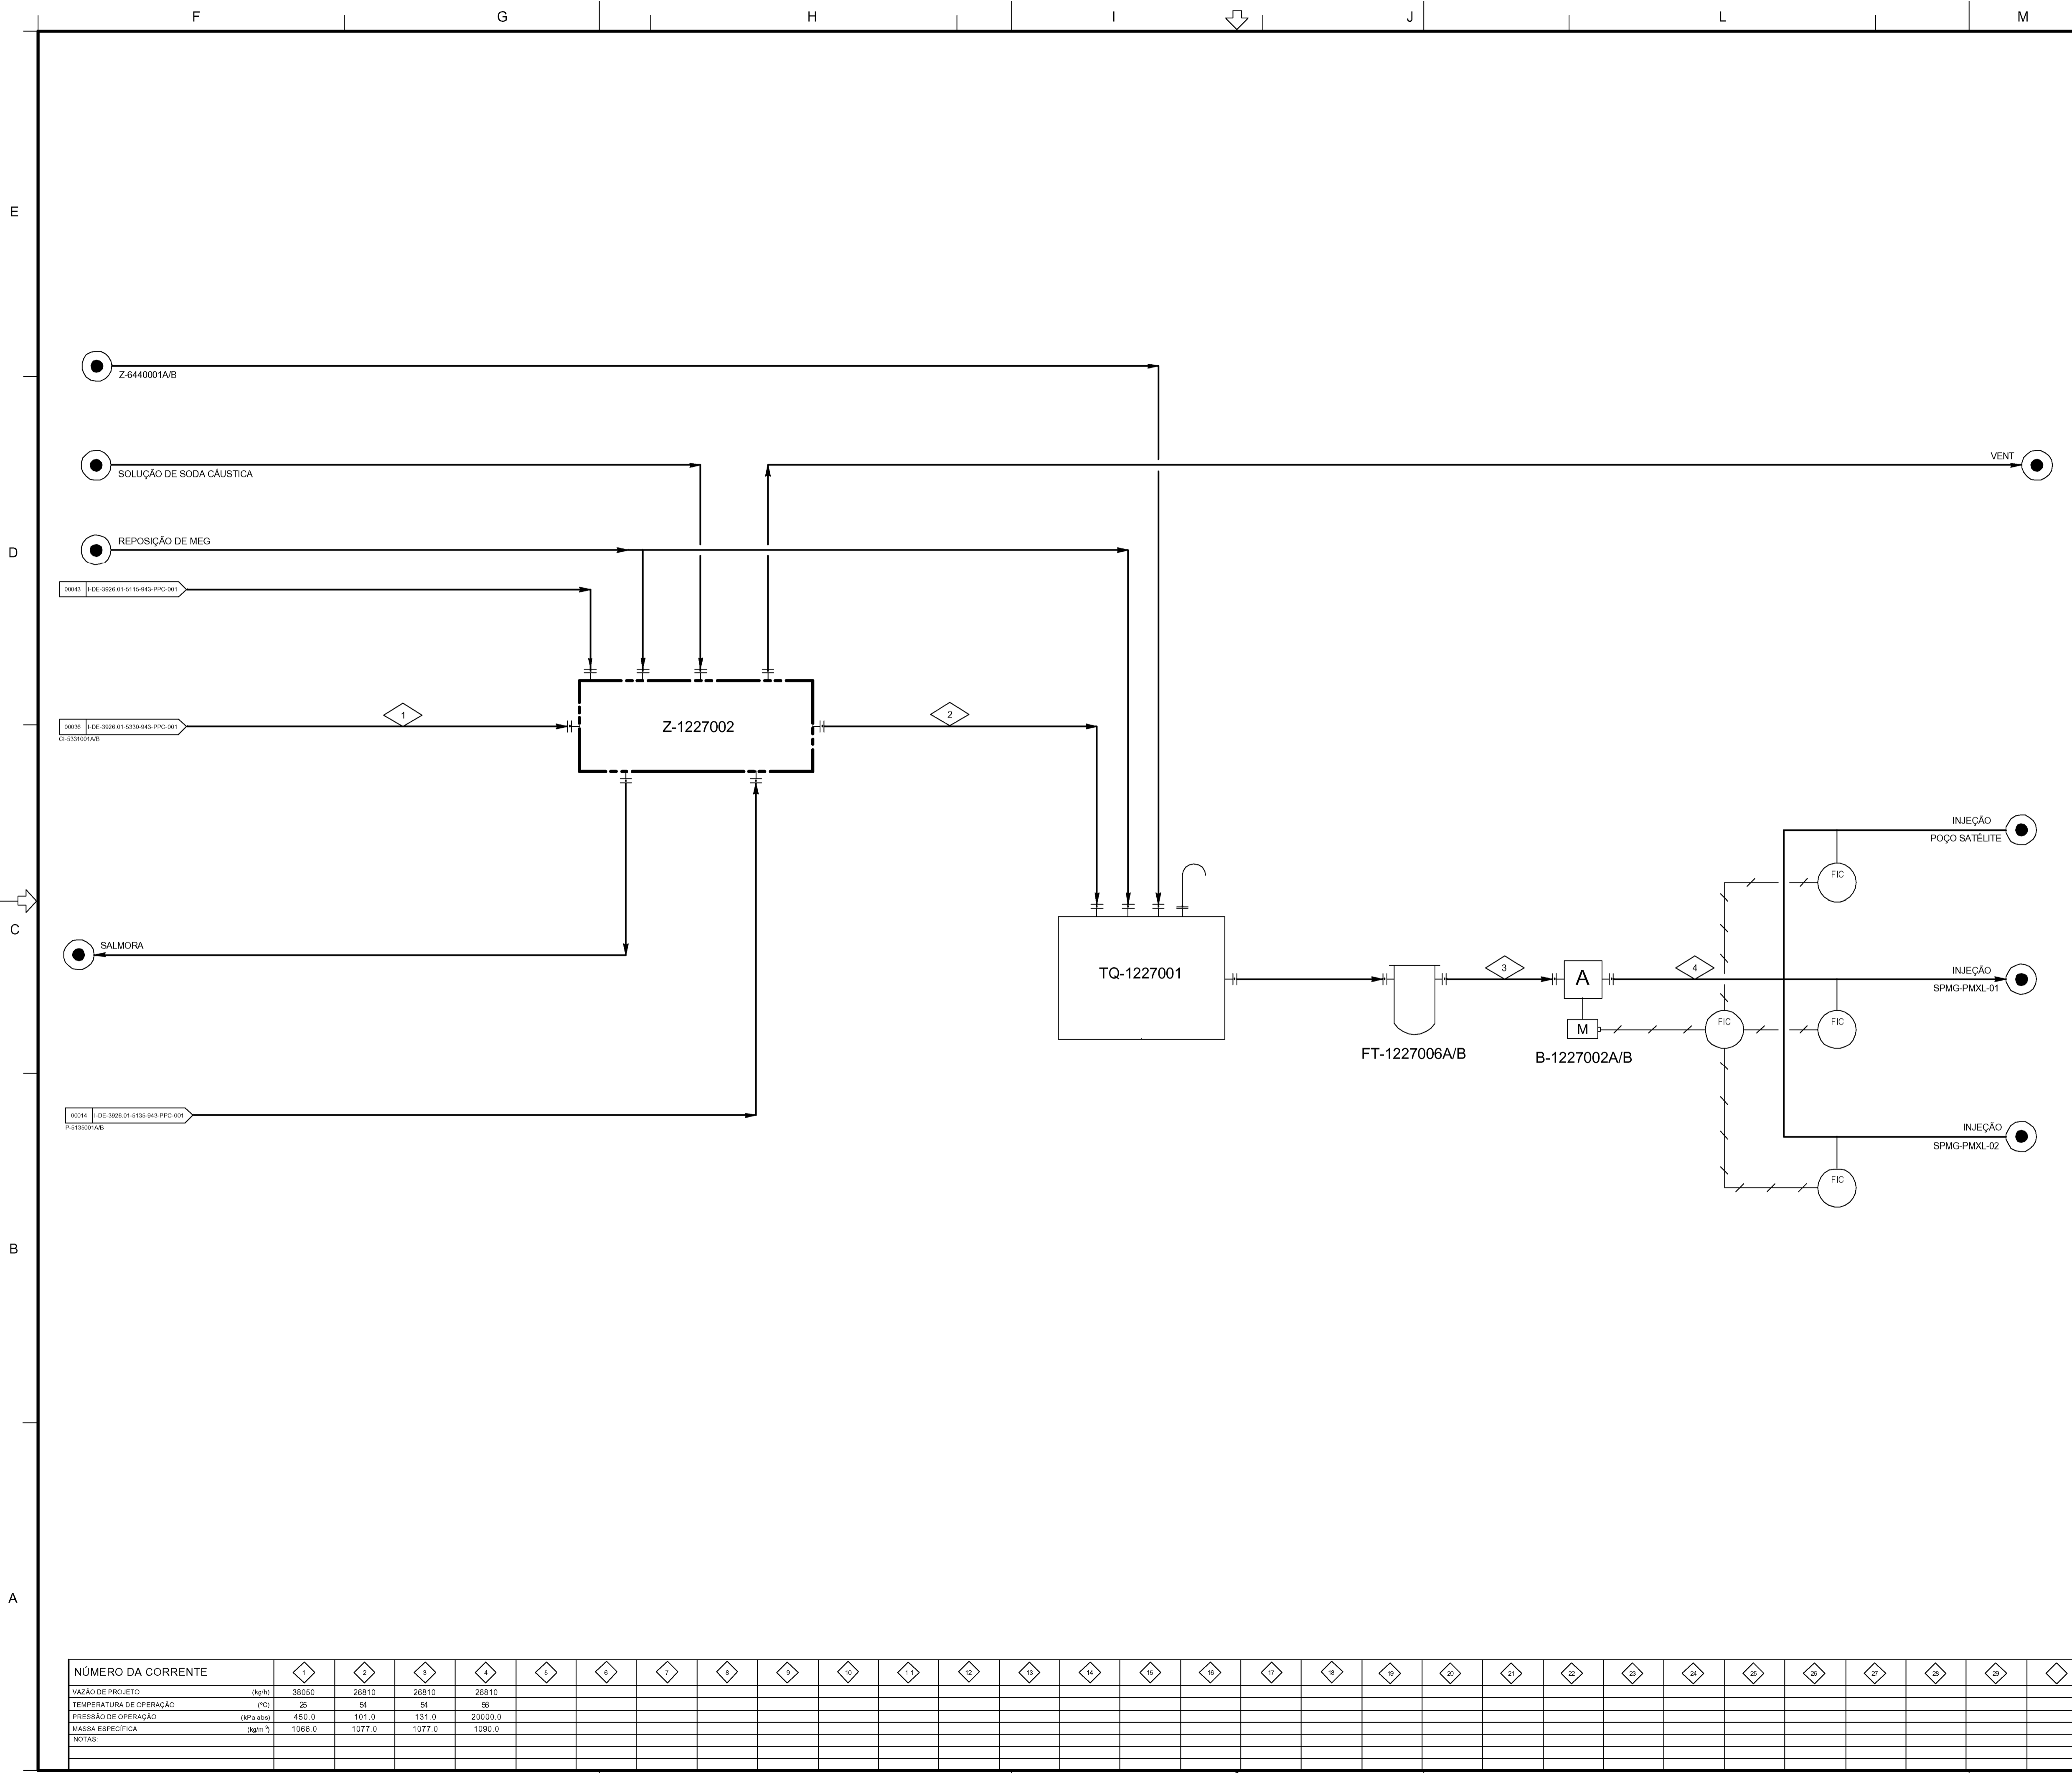 F G H I J L M
E
Z-6440001A/B
SOLUÇÃO DE SODA CÁUSTICA
VENT
D
REPOSIÇÃO DE MEG
00043 I-DE-3926.01-5115-943-PPC-001
1
2
00036 I-DE-3926.01-5330-943-PPC-001
CI-5331001A/B
Z-1227002
INJEÇÃO
POÇO SATÉLITE
FIC
C
SALMORA
TQ-1227001
3
A
4
INJEÇÃO
SPMG-PMXL-01
M
FIC
FIC
FT-1227006A/B
B-1227002A/B
00014 I-DE-3926.01-5135-943-PPC-001
P-5135001A/B
INJEÇÃO
SPMG-PMXL-02
FIC
B
A
NÚMERO DA CORRENTE 1 2 3 4 5 6 7 8 9 10 11 12 13 14 15 16 17 18 19 20 21 22 23 24 25 26 27 28 29
VAZÃO DE PROJETO (kg/h) 38050 26810 26810 26810
TEMPERATURA DE OPERAÇÃO (°C) 25 54 54 56
PRESSÃO DE OPERAÇÃO (kPa abs) 450.0 101.0 131.0 20000.0
MASSA ESPECÍFICA (kg/m³) 1066.0 1077.0 1077.0 1090.0
NOTAS: